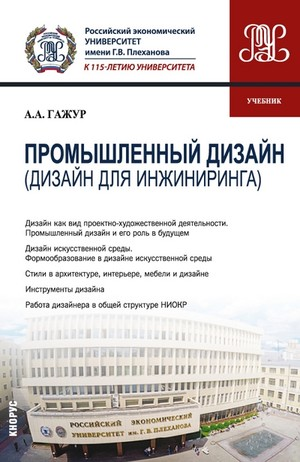 Российский экономический
УНИВЕРСИТЕТ
имени Г.В. Плеханова
К 115-ЛЕТИЮ УНИВЕРСИТЕТА
УЧЕБНИК
А.А. ГАЖУР
ПРОМЫШЛЕННЫЙ ДИЗАЙН
(ДИЗАЙН ДЛЯ ИНЖИНИРИНГА)
Дизайн как вид проектно-художественной деятельности.
Промышленный дизайн и его роль в будущем
Дизайн искусственной среды.
Формообразование в дизайне искусственной среды
Стили в архитектуре, интерьере, мебели и дизайне
Инструменты дизайна
Работа дизайнера в общей структуре НИОКР
РОССИЙСКИЙ ЭКОНОМИЧЕСКИЙ
УНИВЕРСИТЕТ им. Г.В. ПЛЕХАНОВА
КНОРУС